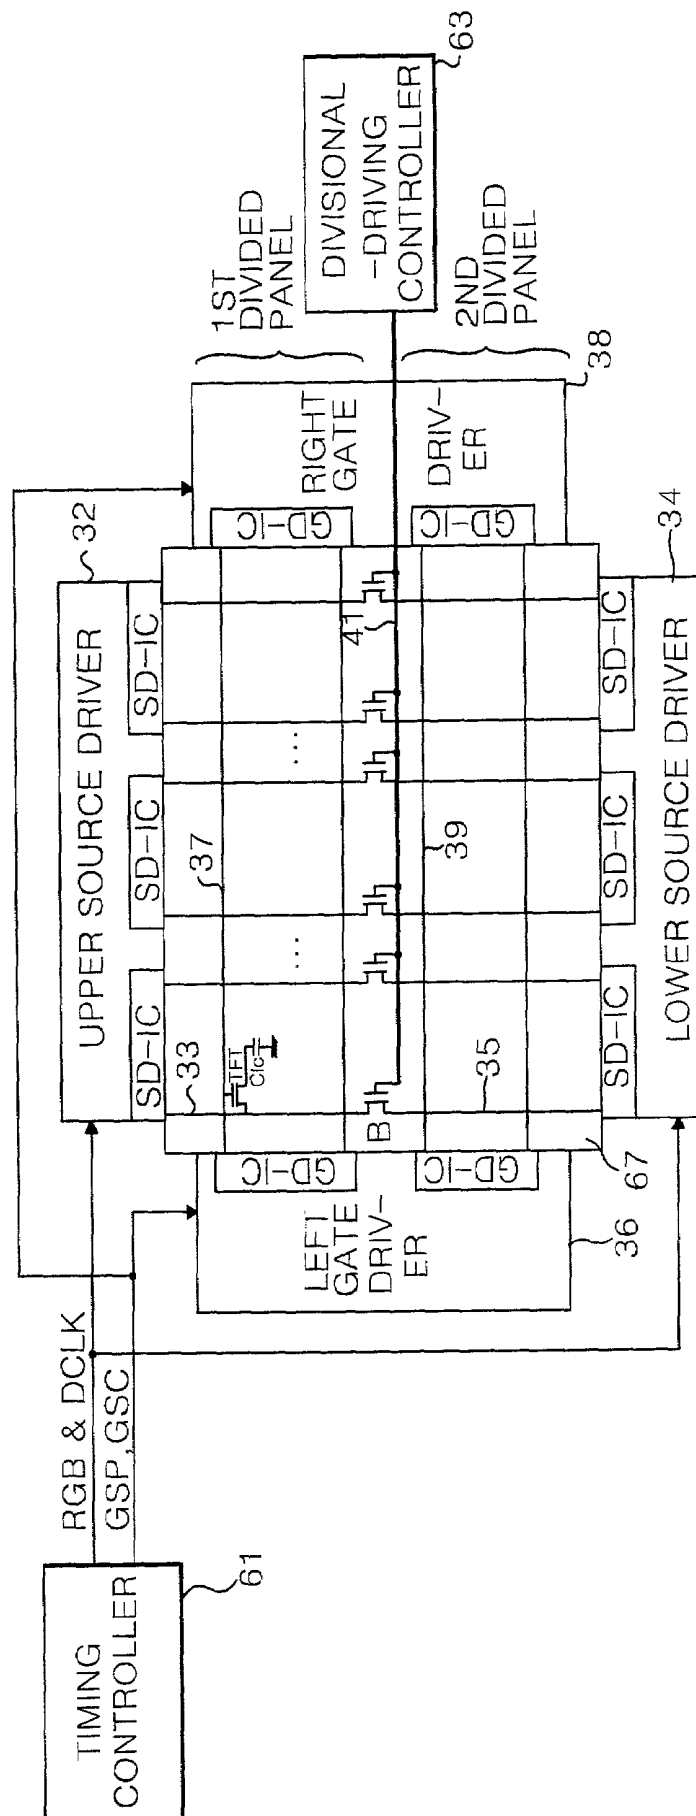 TIMING
CONTROLLER
61
RGB & DCLK
GSP,GSC
UPPER SOURCE DRIVER
32
SD-IC
SD-IC
SD-IC
33
37
TFT
Clc
...
...
LEFT
GATE
DRIV-
ER
36
GD-IC
GD-IC
B
35
39
41
67
GD-IC
GD-IC
RIGHT
GATE
DRIV-
ER
38
1ST
DIVIDED
PANEL
2ND
DIVIDED
PANEL
DIVISIONAL
-DRIVING
CONTROLLER
63
SD-IC
SD-IC
SD-IC
LOWER SOURCE DRIVER
34